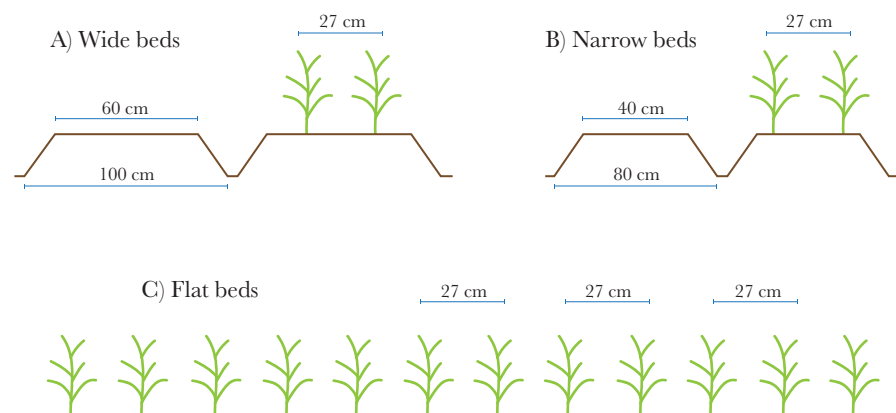 A) Wide beds
27 cm
60 cm
100 cm
B) Narrow beds
27 cm
40 cm
80 cm
C) Flat beds
27 cm
27 cm
27 cm